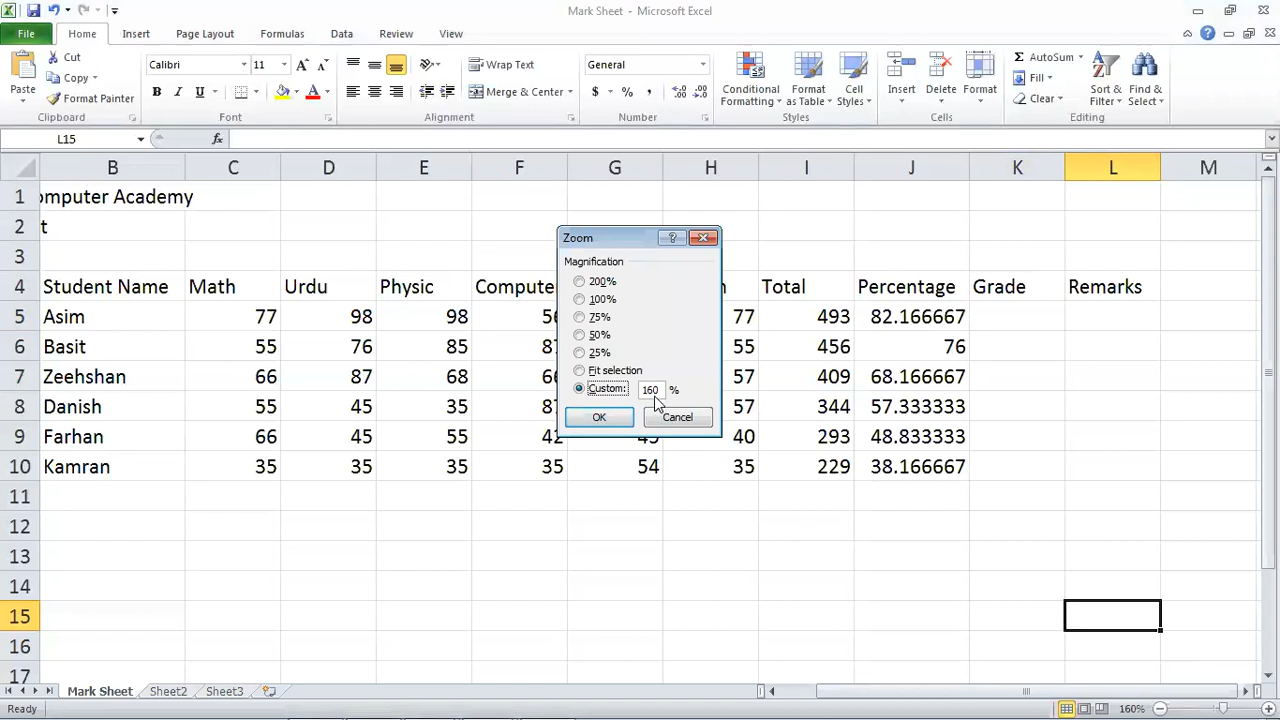 Mark Sheet - Microsoft Excel
File Home Insert Page Layout Formulas Data Review View
Paste
Cut
Copy
Format Painter
Clipboard
Calibri 11
B I U
Font
Wrap Text
Merge & Center
Alignment
General
$ % ,
Number
Conditional Formatting
Format as Table
Cell Styles
Styles
Insert Delete Format
Cells
AutoSum
Fill
Clear
Sort & Filter
Find & Select
Editing
L15 fx
B C D E F G H I J K L M
1 omputer Academy
2 t
3
4 Student Name Math Urdu Physic Compute Total Percentage Grade Remarks
5 Asim 77 98 98 77 493 82.166667
6 Basit 55 76 85 55 456 76
7 Zeehshan 66 87 68 57 409 68.166667
8 Danish 55 45 35 57 344 57.333333
9 Farhan 66 45 55 40 293 48.833333
10 Kamran 35 35 35 35 54 35 229 38.166667
11
12
13
14
15
16
17
Zoom
Magnification
200%
100%
75%
50%
25%
Fit selection
Custom: 160 %
OK Cancel
Mark Sheet Sheet2 Sheet3
Ready 160%